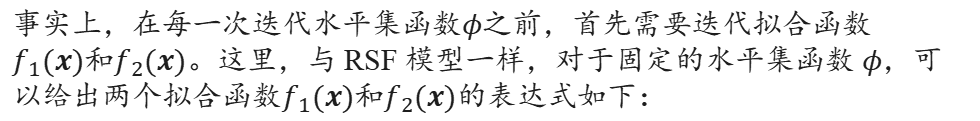 事实上，在每一次迭代水平集函数ϕ之前，首先需要迭代拟合函数
f₁(x)和f₂(x)。这里，与 RSF 模型一样，对于固定的水平集函数 ϕ，可
以给出两个拟合函数f₁(x)和f₂(x)的表达式如下：